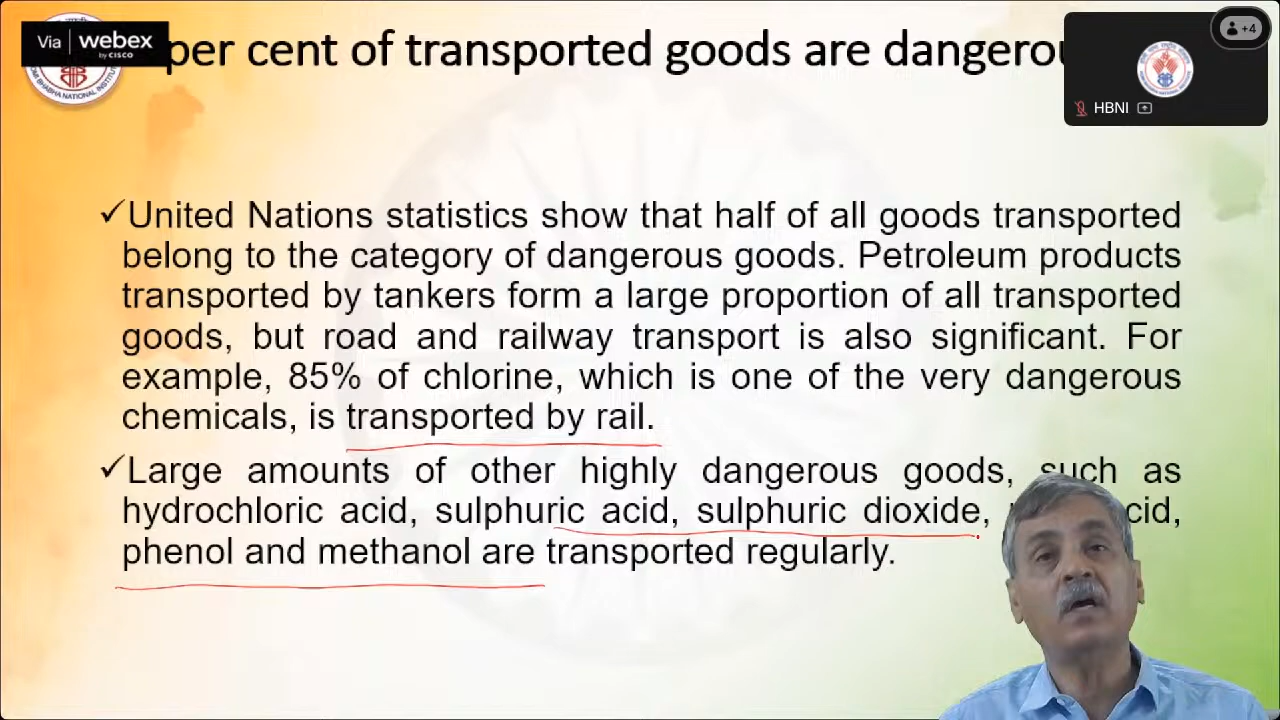 Via webex
by CISCO
per cent of transported goods are dangerou
+4
HBNI
BHABHA NATIONAL
✓United Nations statistics show that half of all goods transported
belong to the category of dangerous goods. Petroleum products
transported by tankers form a large proportion of all transported
goods, but road and railway transport is also significant. For
example, 85% of chlorine, which is one of the very dangerous
chemicals, is transported by rail.
✓Large amounts of other highly dangerous goods, such as
hydrochloric acid, sulphuric acid, sulphuric dioxide, cid,
phenol and methanol are transported regularly.